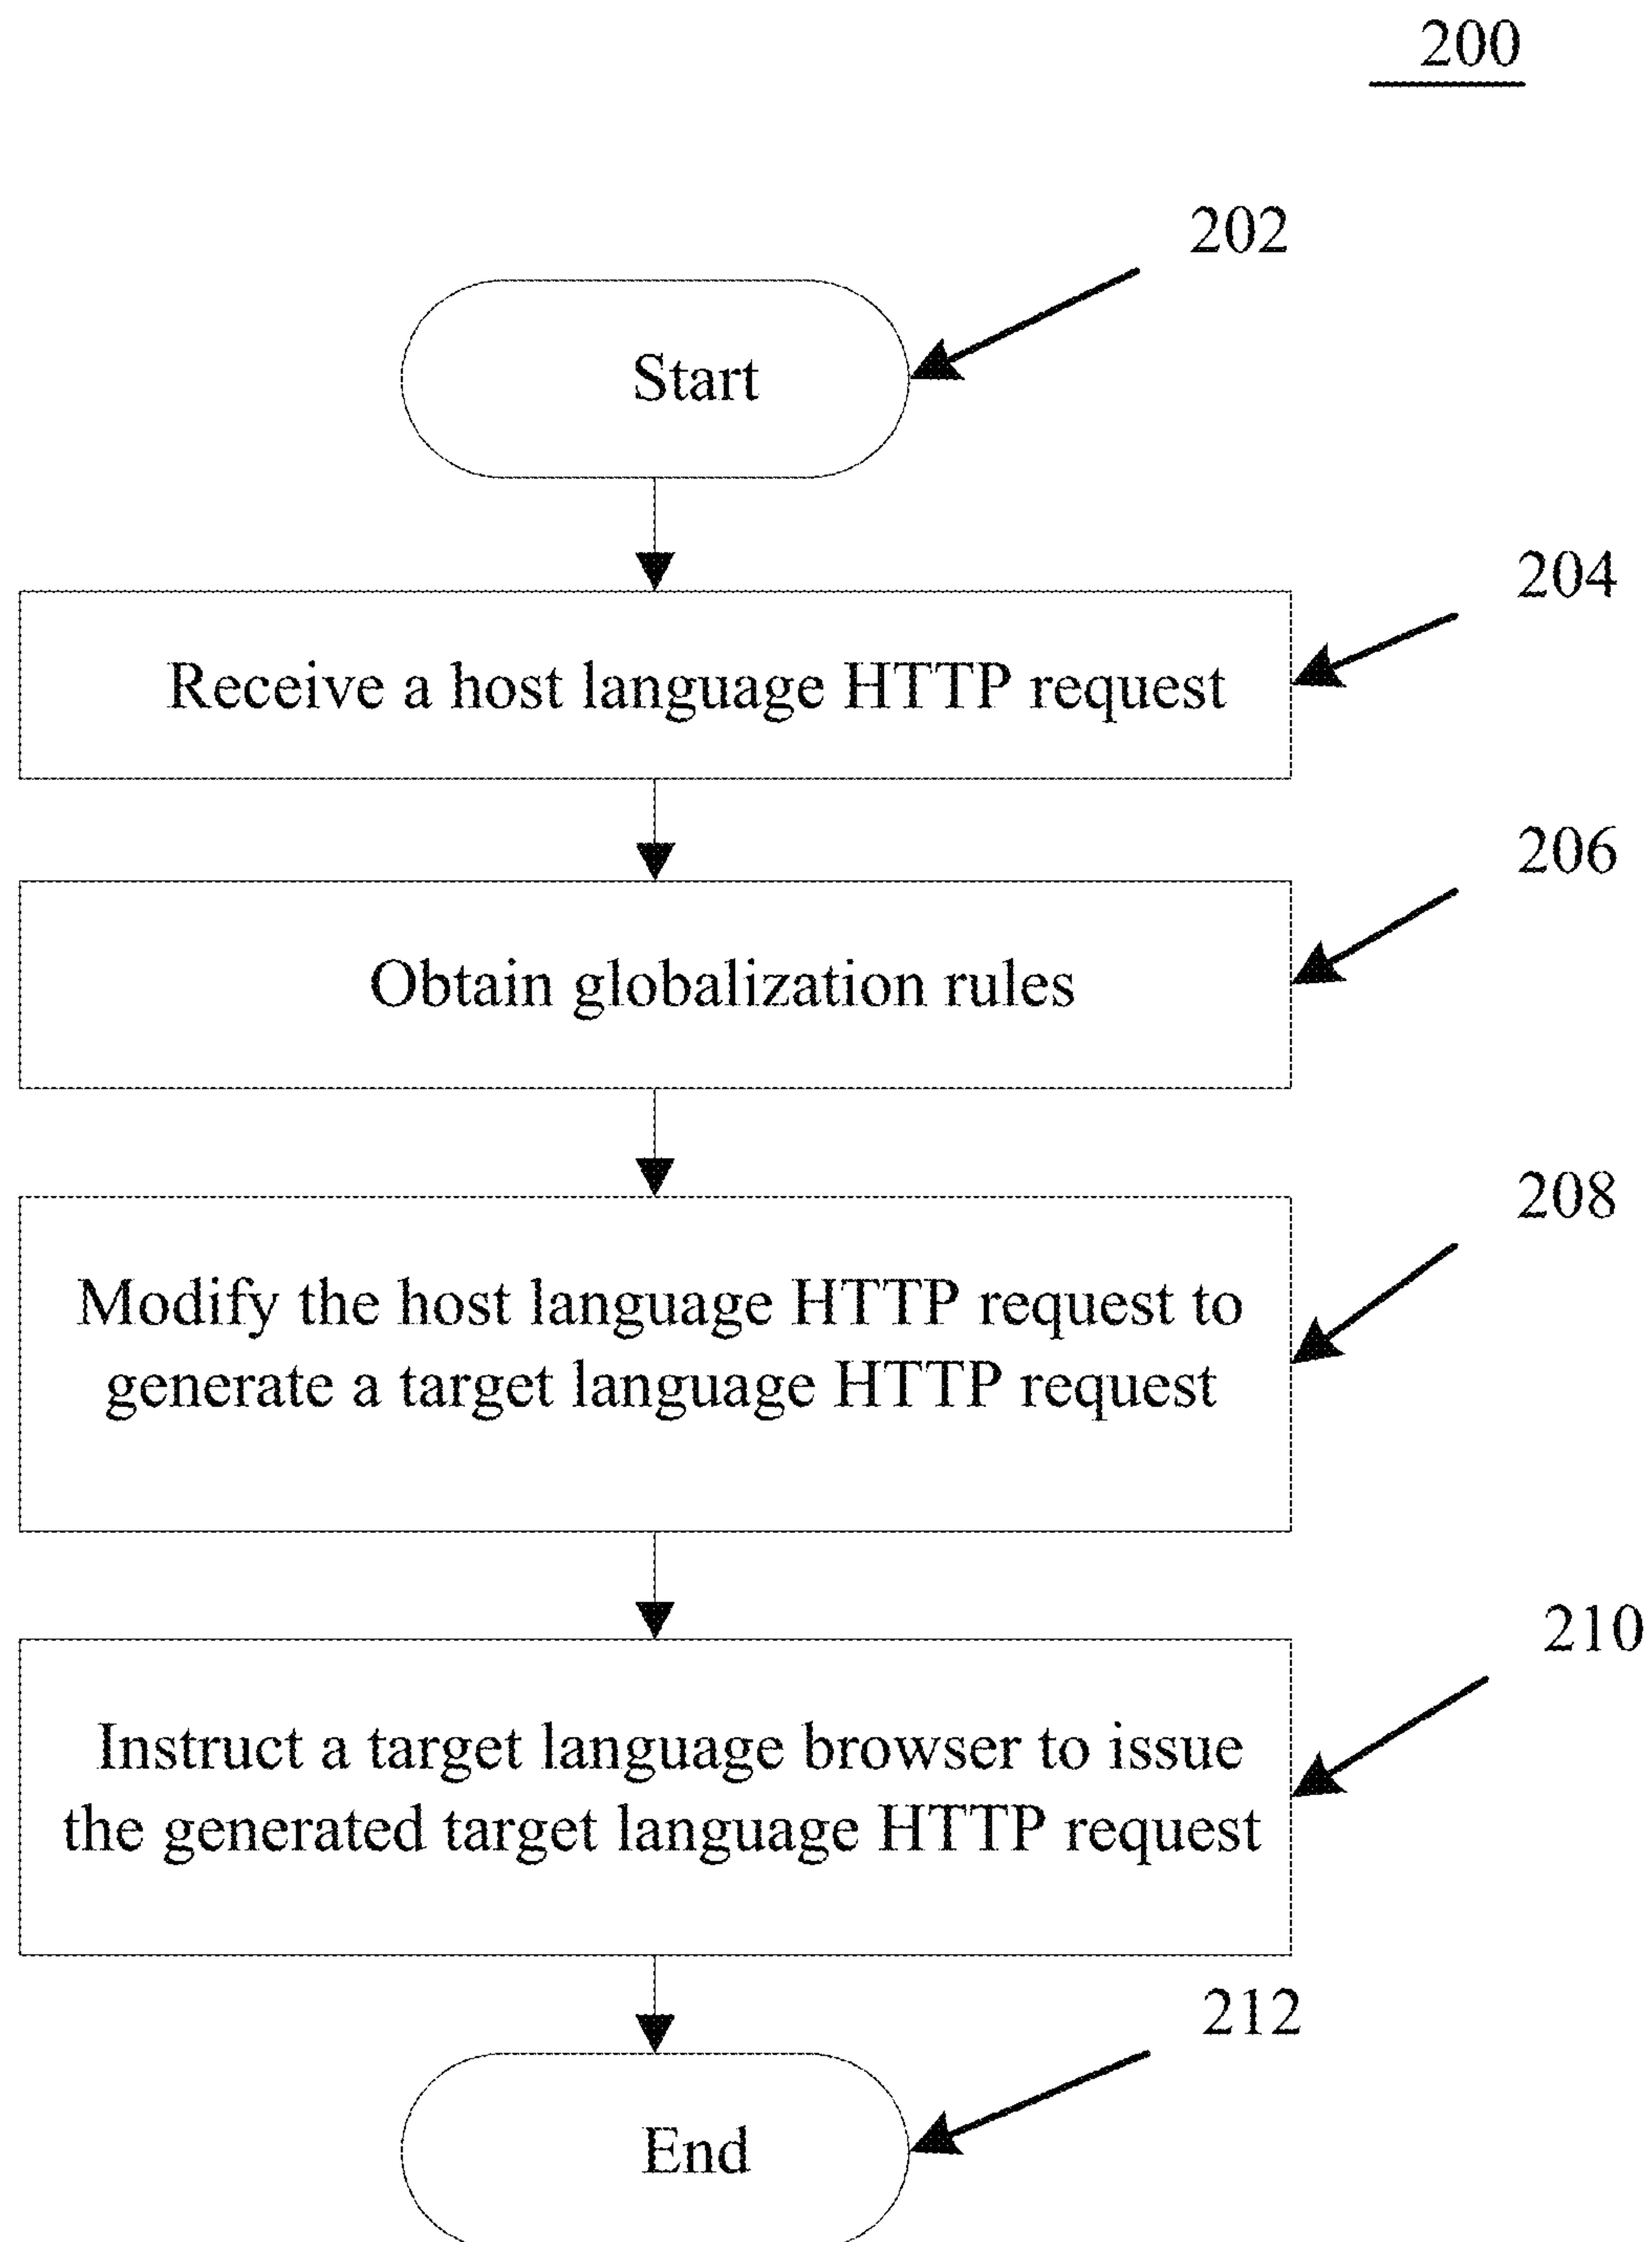 200
202
Start
204
Receive a host language HTTP request
206
Obtain globalization rules
208
Modify the host language HTTP request to
generate a target language HTTP request
210
Instruct a target language browser to issue
the generated target language HTTP request
212
End